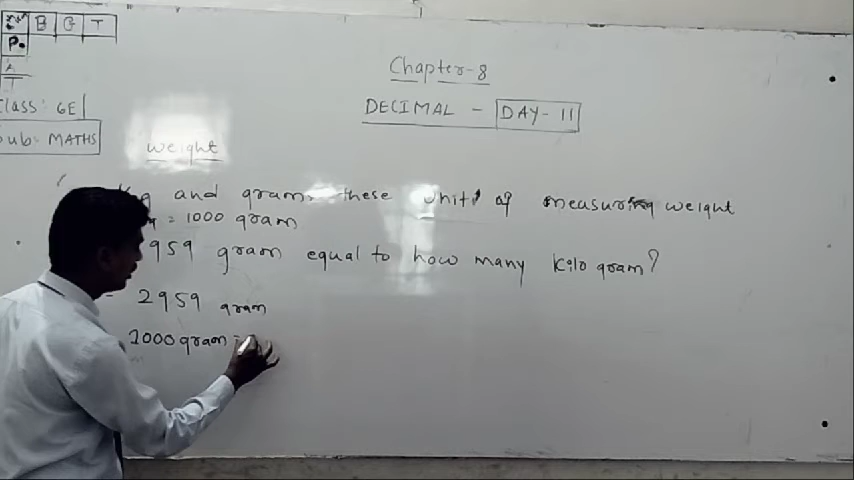 B G T
P.
A
T
Class: 6E
Sub: MATHS
Chapter-8
DECIMAL - DAY-11
Weight
and grams these units of measuring weight
= 1000 gram
959 gram equal to how many Kilo gram?
2959 gram
1000 gram =